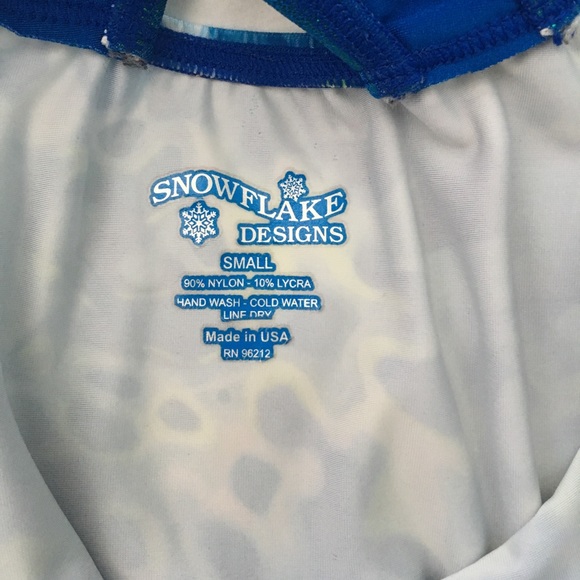 SNOWFLAKE
DESIGNS
SMALL
90% NYLON - 10% LYCRA
HAND WASH - COLD WATER
LINE DRY
Made in USA
RN 96212